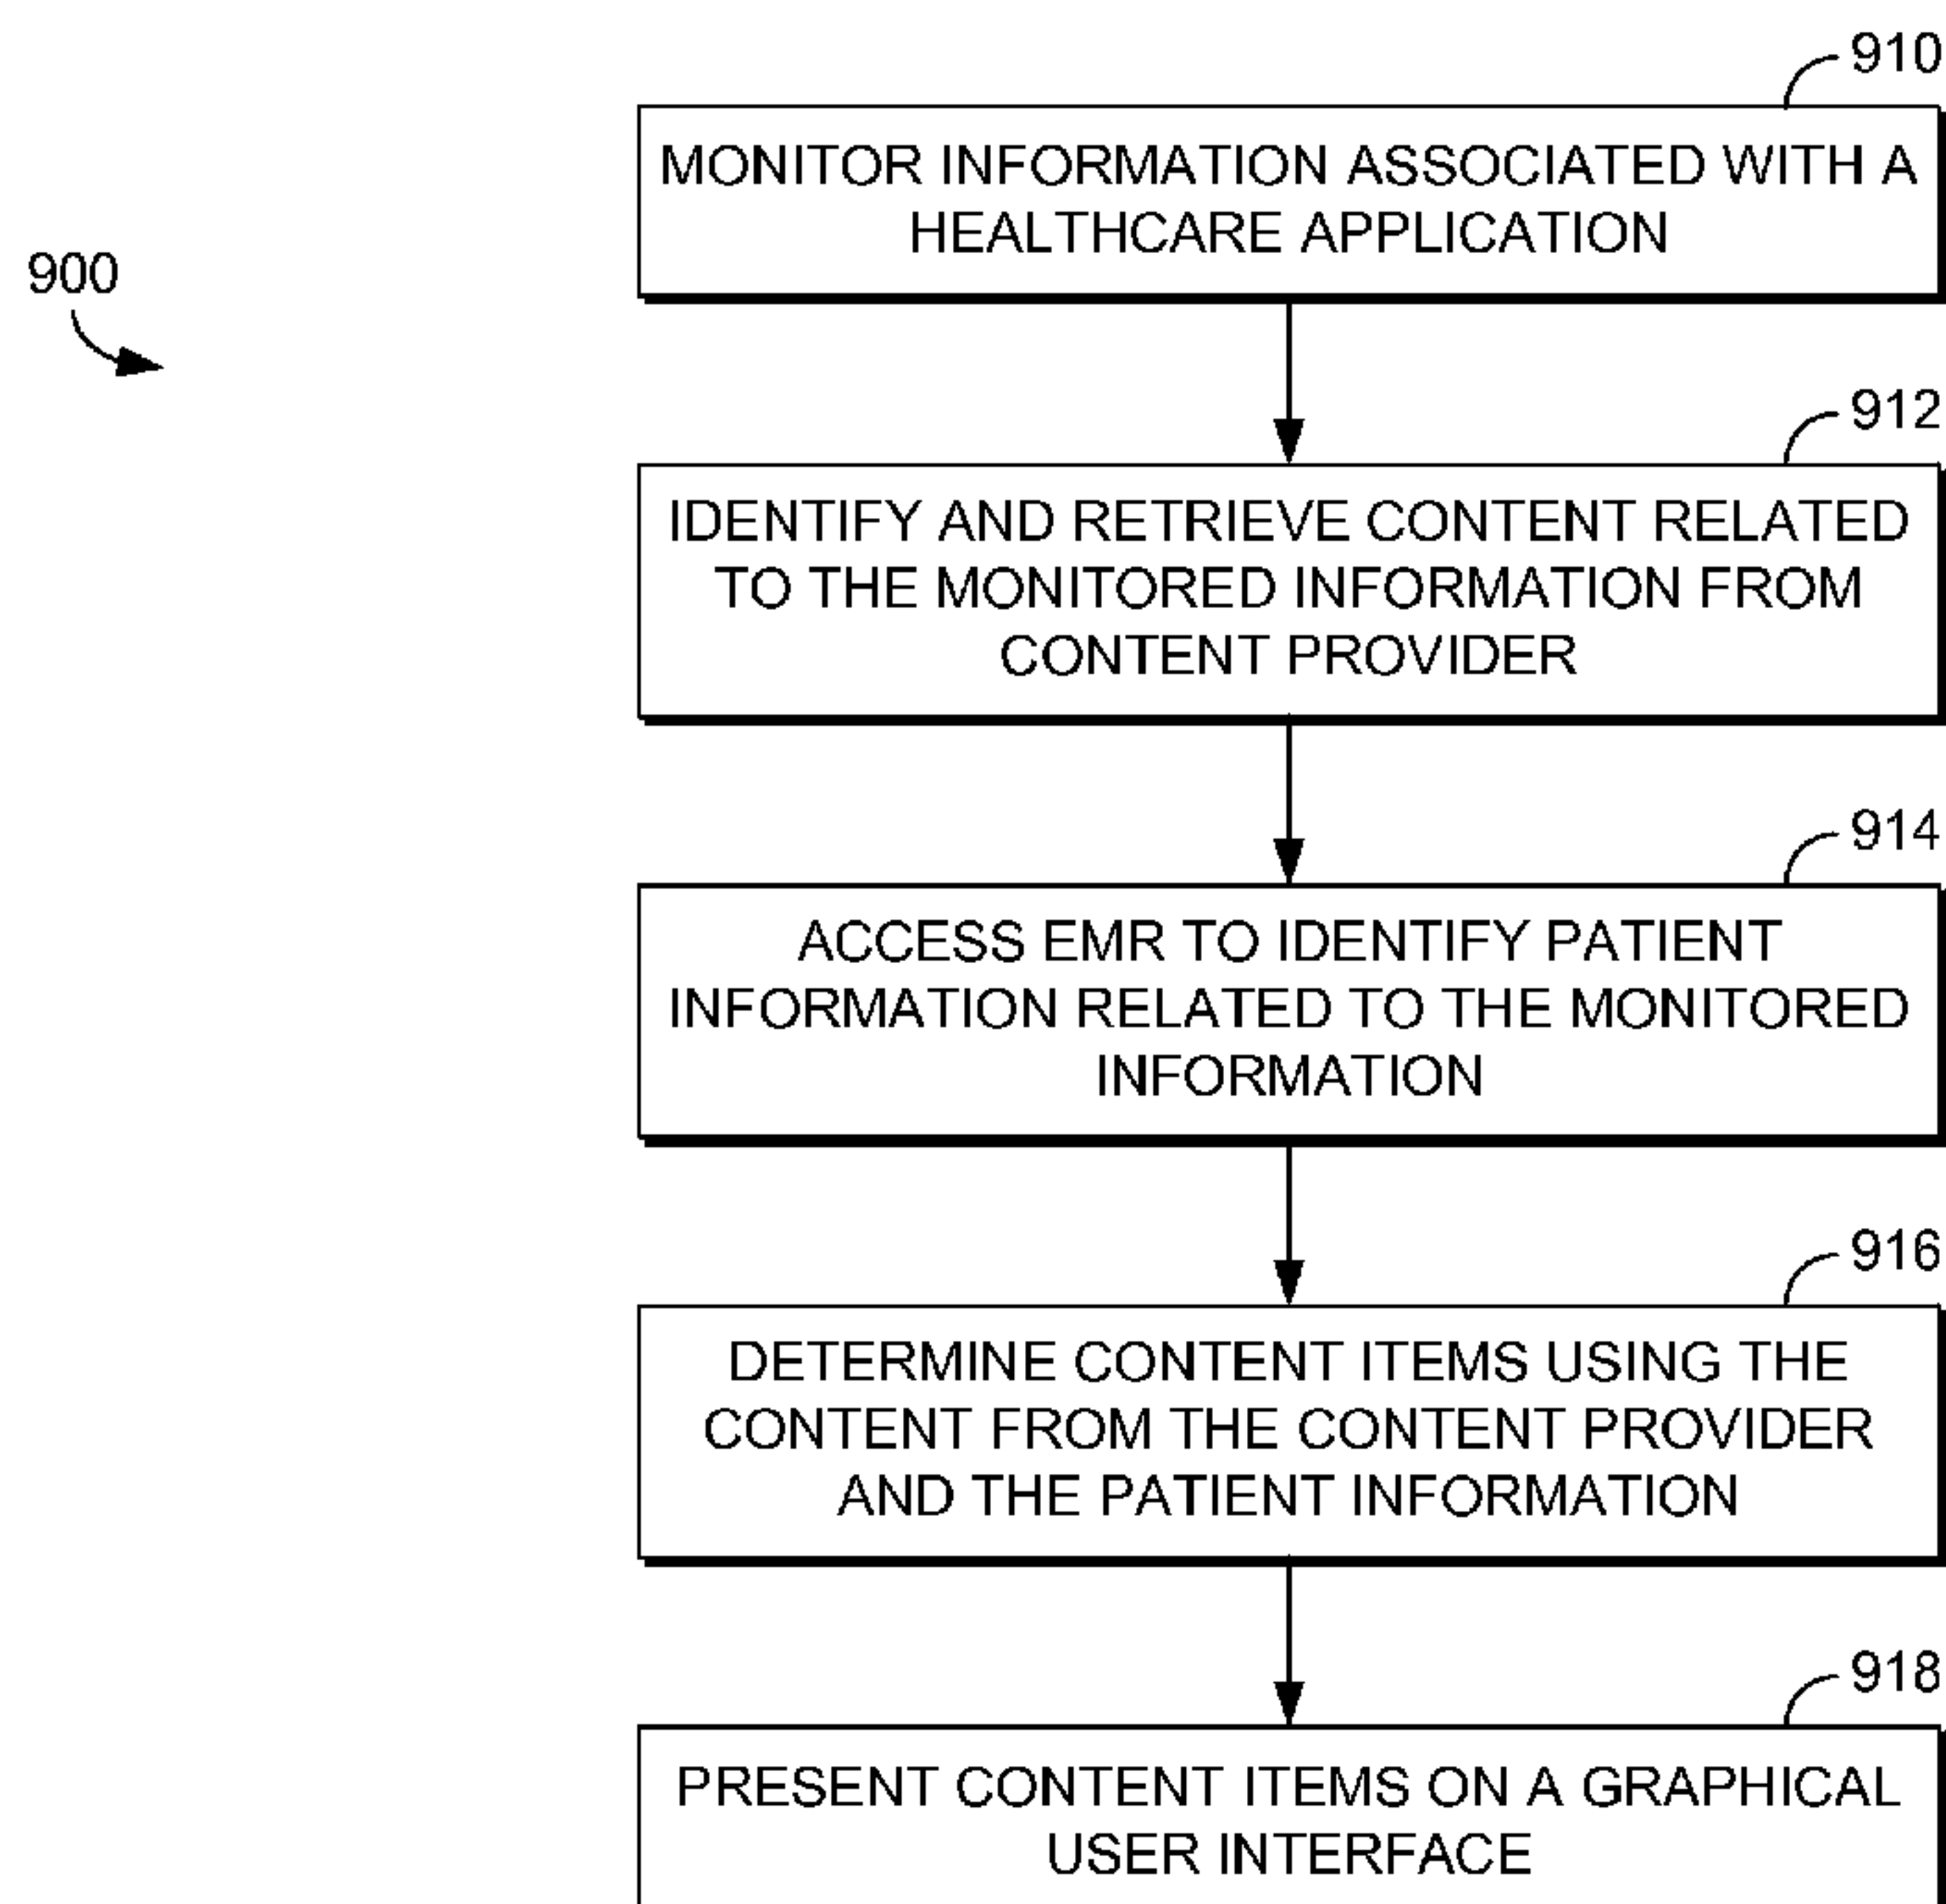 910
MONITOR INFORMATION ASSOCIATED WITH A
HEALTHCARE APPLICATION
900
912
IDENTIFY AND RETRIEVE CONTENT RELATED
TO THE MONITORED INFORMATION FROM
CONTENT PROVIDER
914
ACCESS EMR TO IDENTIFY PATIENT
INFORMATION RELATED TO THE MONITORED
INFORMATION
916
DETERMINE CONTENT ITEMS USING THE
CONTENT FROM THE CONTENT PROVIDER
AND THE PATIENT INFORMATION
918
PRESENT CONTENT ITEMS ON A GRAPHICAL
USER INTERFACE